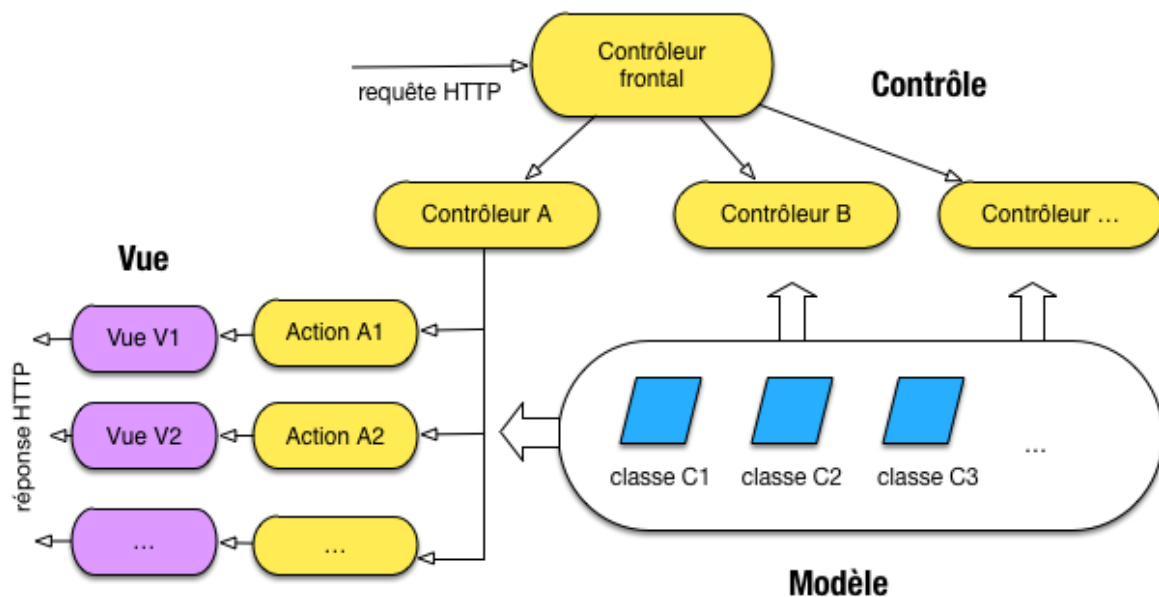 Contrôleur
frontal
requête HTTP
Contrôle
Contrôleur A
Contrôleur B
Contrôleur ...
Vue
Vue V1
Action A1
Vue V2
Action A2
...
...
réponse HTTP
classe C1
classe C2
classe C3
...
Modèle